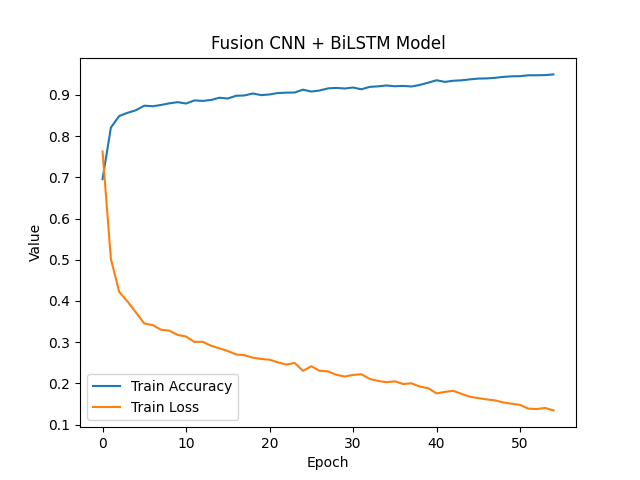 Fusion CNN + BiLSTM Model
Value
0.9
0.8
0.7
0.6
0.5
0.4
0.3
0.2
0.1
Train Accuracy
Train Loss
0 10 20 30 40 50
Epoch